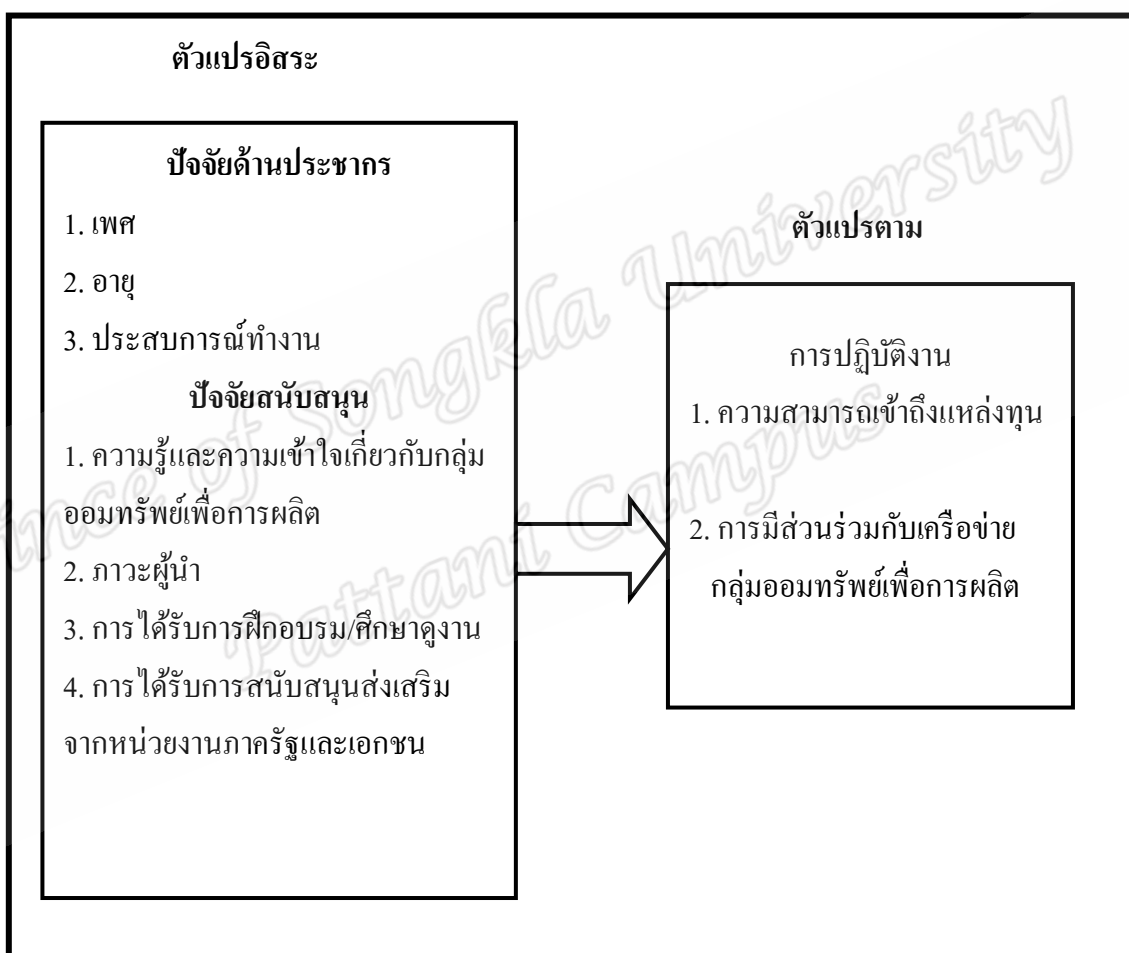 ตัวแปรอิสระ
ปัจจัยด้านประชากร
1. เพศ
2. อายุ
3. ประสบการณ์ทำงาน
ปัจจัยสนับสนุน
1. ความรู้และความเข้าใจเกี่ยวกับกลุ่ม
ออมทรัพย์เพื่อการผลิต
2. ภาวะผู้นำ
3. การได้รับการฝึกอบรม/ศึกษาดูงาน
4. การได้รับการสนับสนุนส่งเสริม
จากหน่วยงานภาครัฐและเอกชน
ตัวแปรตาม
การปฏิบัติงาน
1. ความสามารถเข้าถึงแหล่งทุน
2. การมีส่วนร่วมกับเครือข่าย
กลุ่มออมทรัพย์เพื่อการผลิต
of Songkla University
Pattani Campus